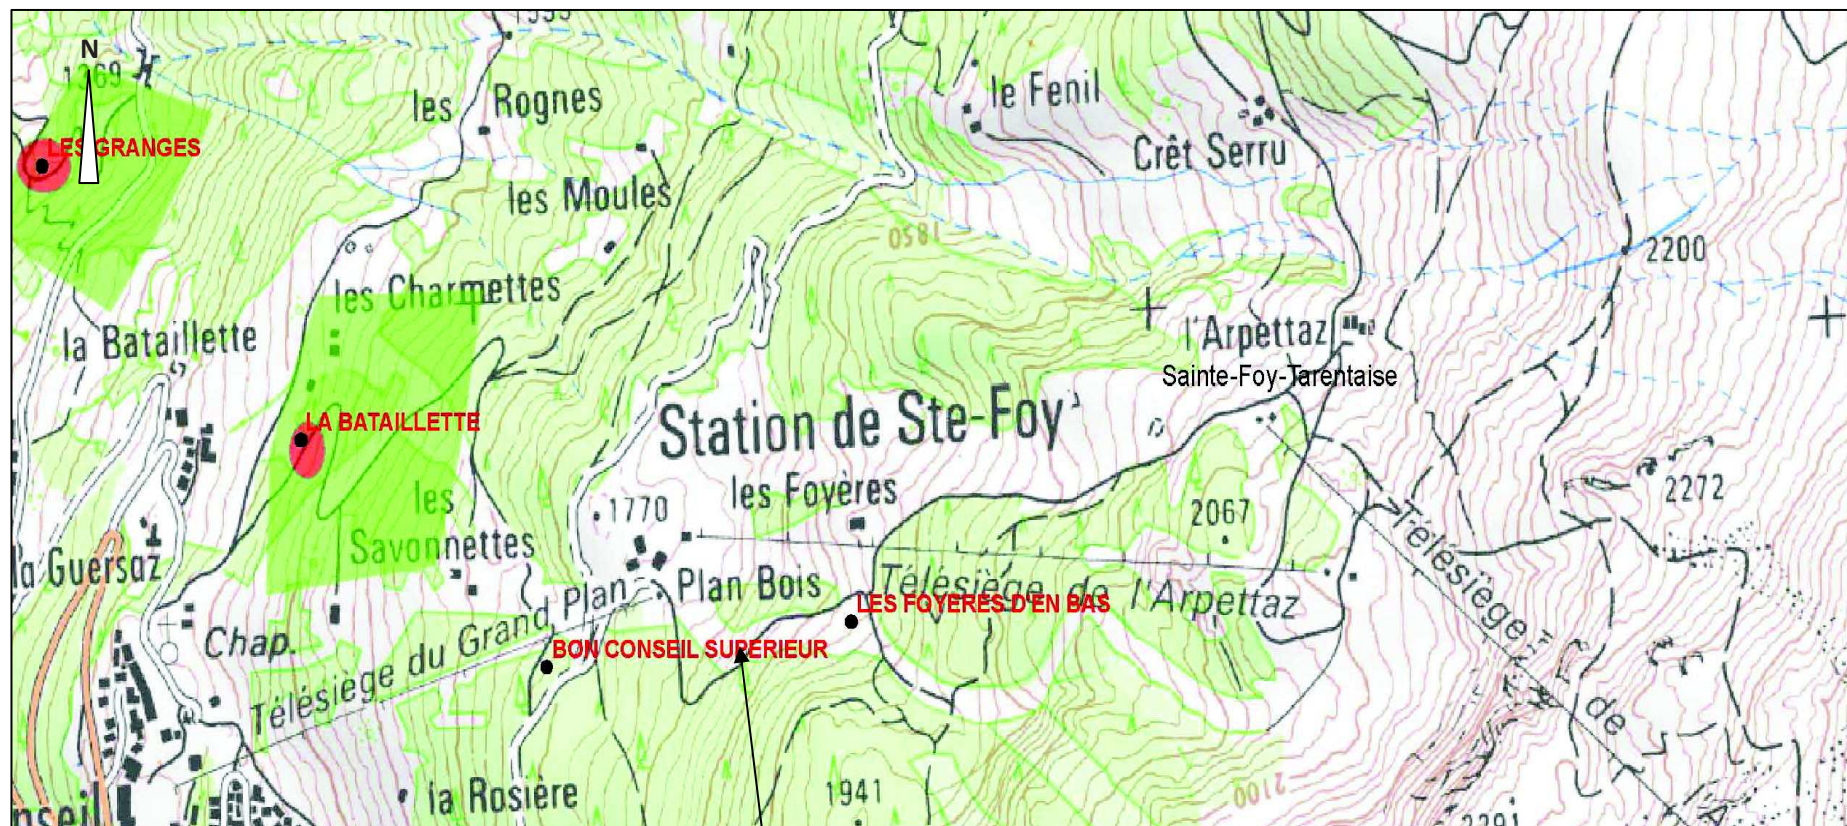 N
1369
LES GRANGES
les Rognes
le Fenil
Crêt Serru
les Moules
1850
2200
les Charmettes
la Bataillette
l'Arpettaz
Sainte-Foy-Tarentaise
LA BATAILLETTE
Station de Ste-Foy
les Foyères
les
Savonnettes
1770
2067
2272
la Guersaz
Plan Bois
Télésiège de l'Arpettaz
LES FOYERES D'EN BAS
Télésiège de
Chap.
BON CONSEIL SUPERIEUR
Télésiège du Grand Plan
la Rosière
1941
2100